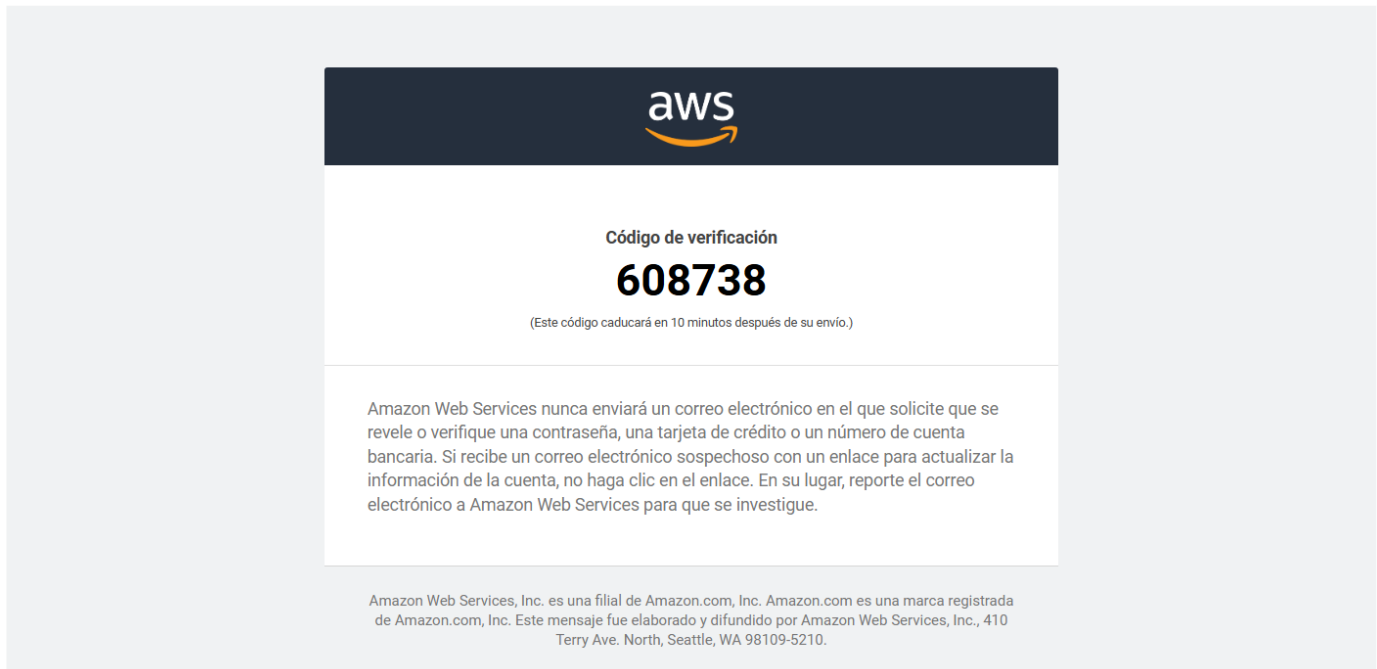 aws
Código de verificación
608738
(Este código caducará en 10 minutos después de su envío.)
Amazon Web Services nunca enviará un correo electrónico en el que solicite que se
revele o verifique una contraseña, una tarjeta de crédito o un número de cuenta
bancaria. Si recibe un correo electrónico sospechoso con un enlace para actualizar la
información de la cuenta, no haga clic en el enlace. En su lugar, reporte el correo
electrónico a Amazon Web Services para que se investigue.
Amazon Web Services, Inc. es una filial de Amazon.com, Inc. Amazon.com es una marca registrada
de Amazon.com, Inc. Este mensaje fue elaborado y difundido por Amazon Web Services, Inc., 410
Terry Ave. North, Seattle, WA 98109-5210.